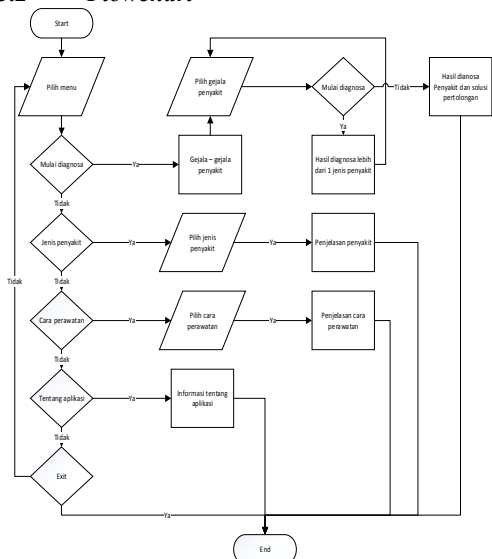 Flowchart
Start
Pilih menu
Pilih gejala
penyakit
Mulai diagnosa
Tidak
Hasil dianosa
Penyakit dan solusi
pertolongan
Ya
Mulai diagnosa
Ya
Gejala – gejala
penyakit
Hasil diagnosa lebih
dari 1 jenis penyakit
Tidak
Jenis penyakit
Ya
Pilih jenis
penyakit
Ya
Penjelasan penyakit
Tidak
Tidak
Cara perawatan
Ya
Pilih cara
perawatan
Ya
Penjelasan cara
perawatan
Tidak
Tentang aplikasi
Ya
Informasi tentang
aplikasi
Tidak
Exit
Ya
End